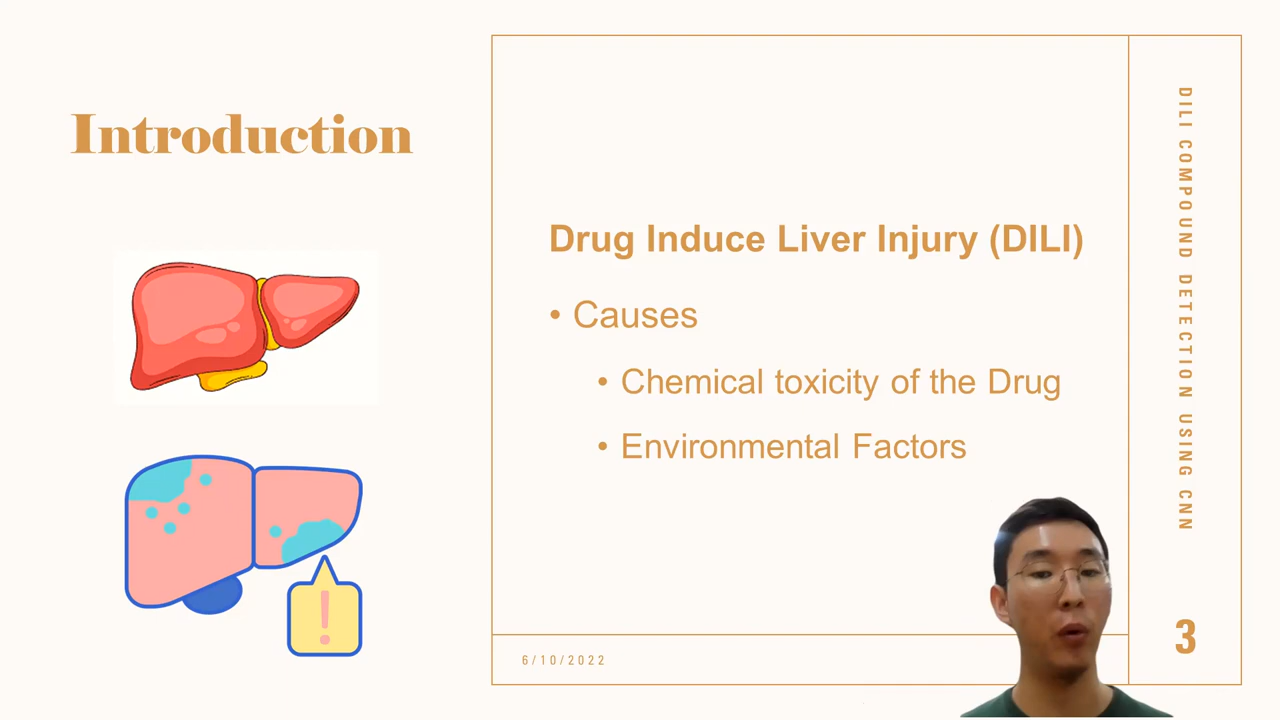 Introduction
Drug Induce Liver Injury (DILI)
• Causes
• Chemical toxicity of the Drug
• Environmental Factors
!
6/10/2022
DILI COMPOUND DETECTION USING CNN
3